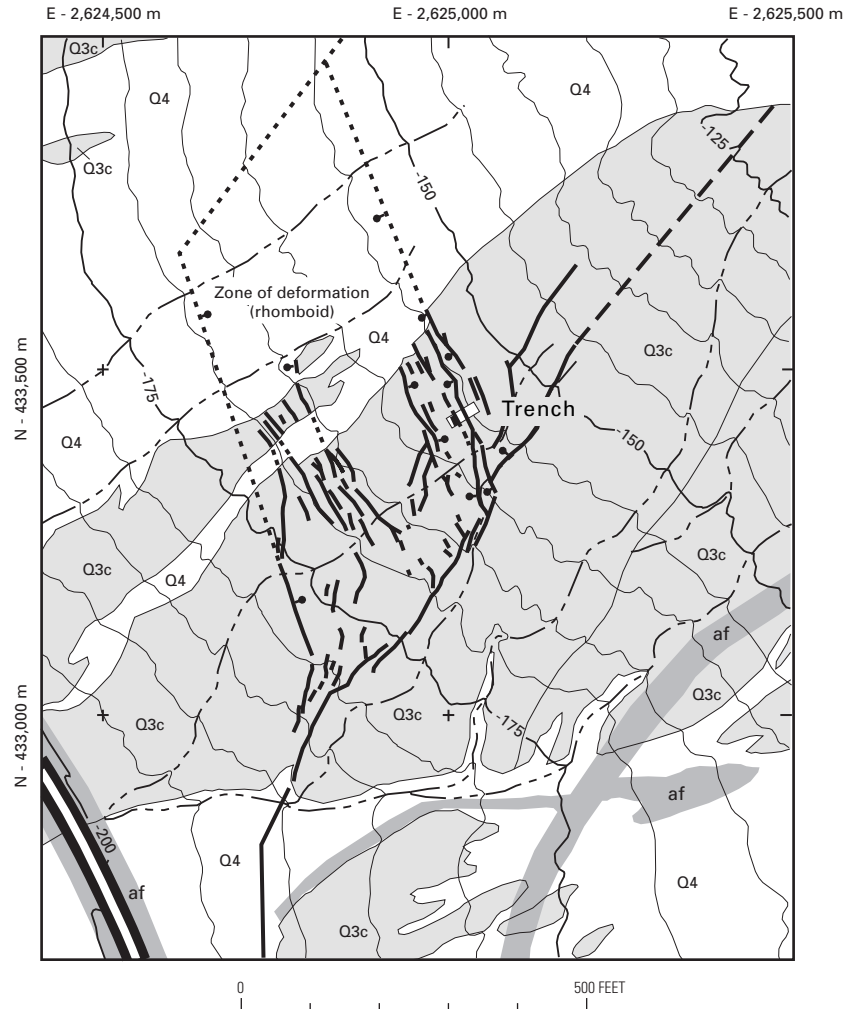 E - 2,624,500 m
E - 2,625,000 m
E - 2,625,500 m
Q3c
Q4
Q4
-125
Q3c
-150
Zone of deformation
(rhomboid)
Q4
Q3c
N - 433,500 m
-175
Trench
Q4
-150
Q3c
Q3c
Q4
af
Q3c
Q3c
Q3c
-175
N - 433,000 m
af
-200
Q4
af
Q4
Q3c
0
500 FEET